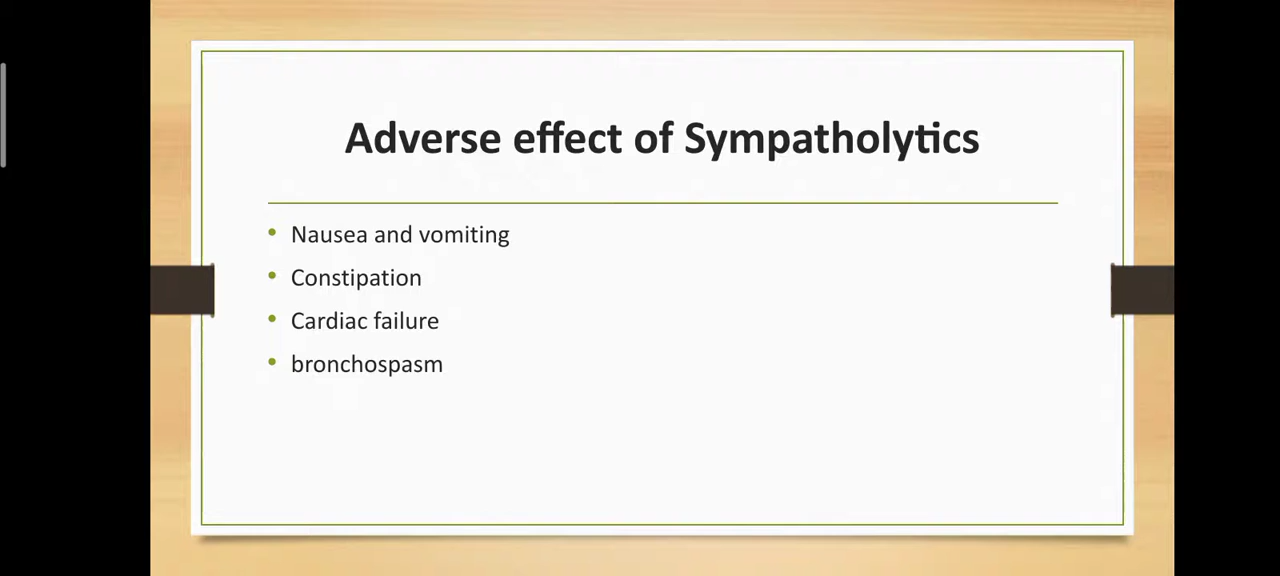 Adverse effect of Sympatholytics
• Nausea and vomiting
• Constipation
• Cardiac failure
• bronchospasm